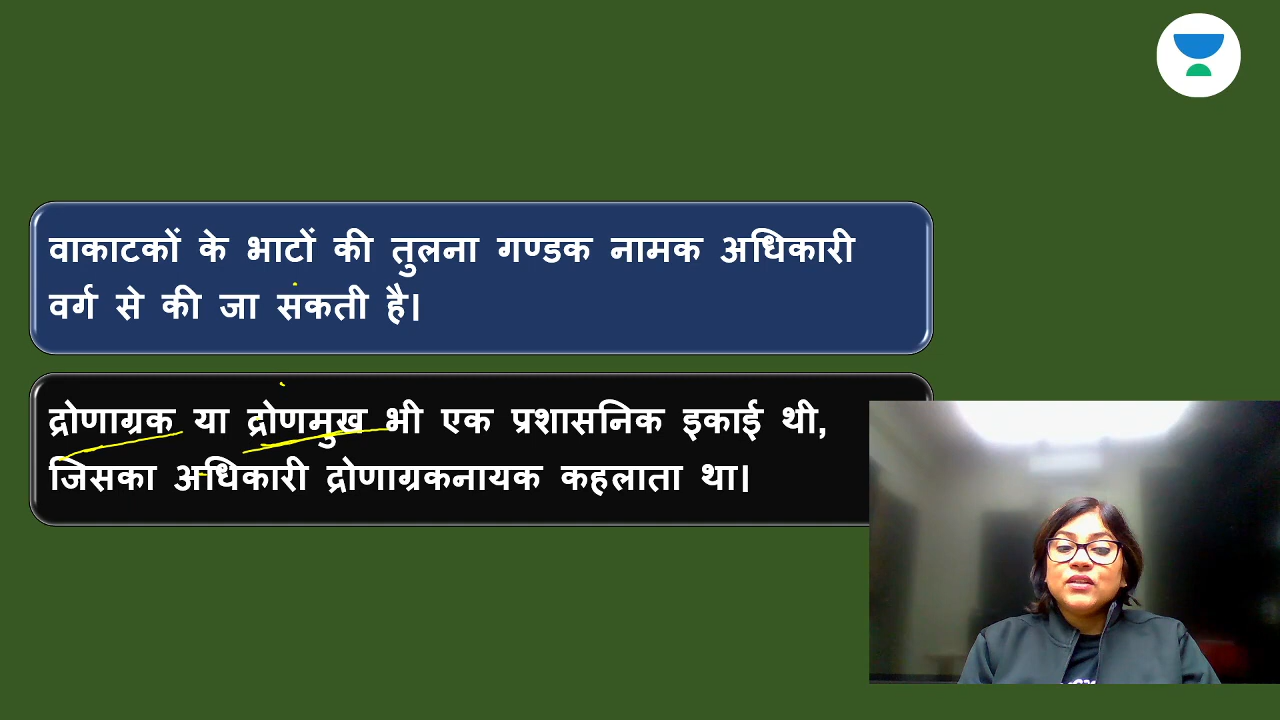 वाकाटकों के भाटों की तुलना गण्डक नामक अधिकारी
वर्ग से की जा सकती है।
द्रोणाग्रक या द्रोणमुख भी एक प्रशासनिक इकाई थी,
जिसका अधिकारी द्रोणाग्रकनायक कहलाता था।